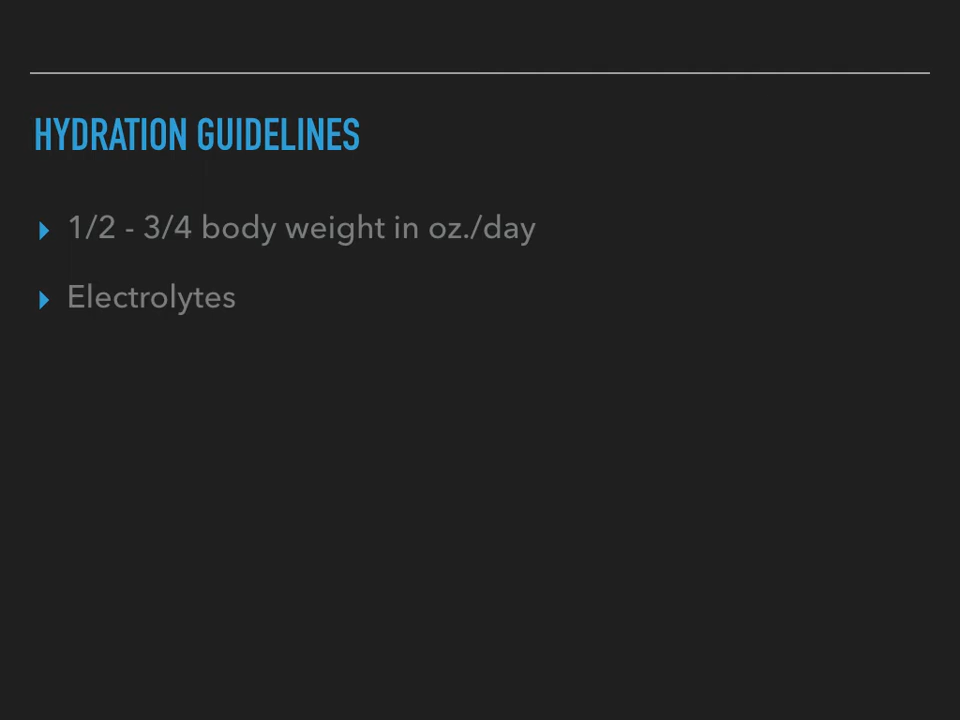 HYDRATION GUIDELINES
1/2 - 3/4 body weight in oz./day
Electrolytes